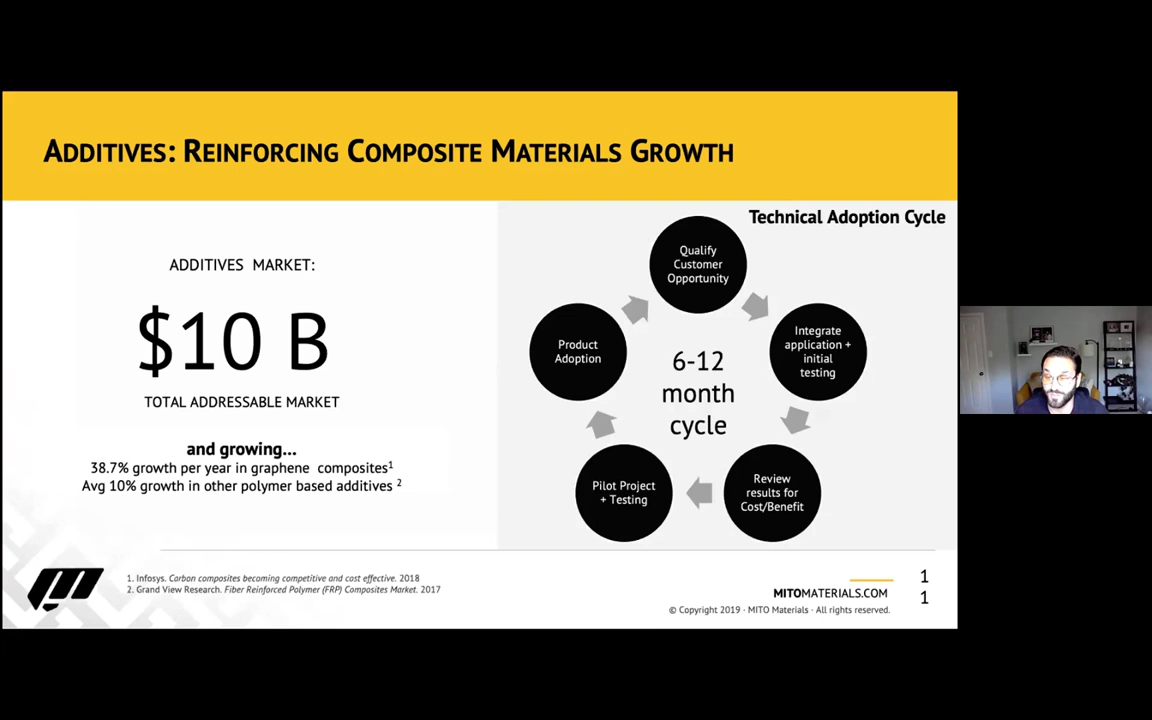 ADDITIVES: REINFORCING COMPOSITE MATERIALS GROWTH
ADDITIVES MARKET:
$10 B
TOTAL ADDRESSABLE MARKET
and growing...
38.7% growth per year in graphene composites1
Avg 10% growth in other polymer based additives 2
Technical Adoption Cycle
Qualify
Customer
Opportunity
Integrate
application +
initial
testing
Review
results for
Cost/Benefit
Pilot Project
+ Testing
Product
Adoption
6-12
month
cycle
1. Infosys. Carbon composites becoming competitive and cost effective. 2018
2. Grand View Research. Fiber Reinforced Polymer (FRP) Composites Market. 2017
MITOMATERIALS.COM
© Copyright 2019 · MITO Materials · All rights reserved.
1
1